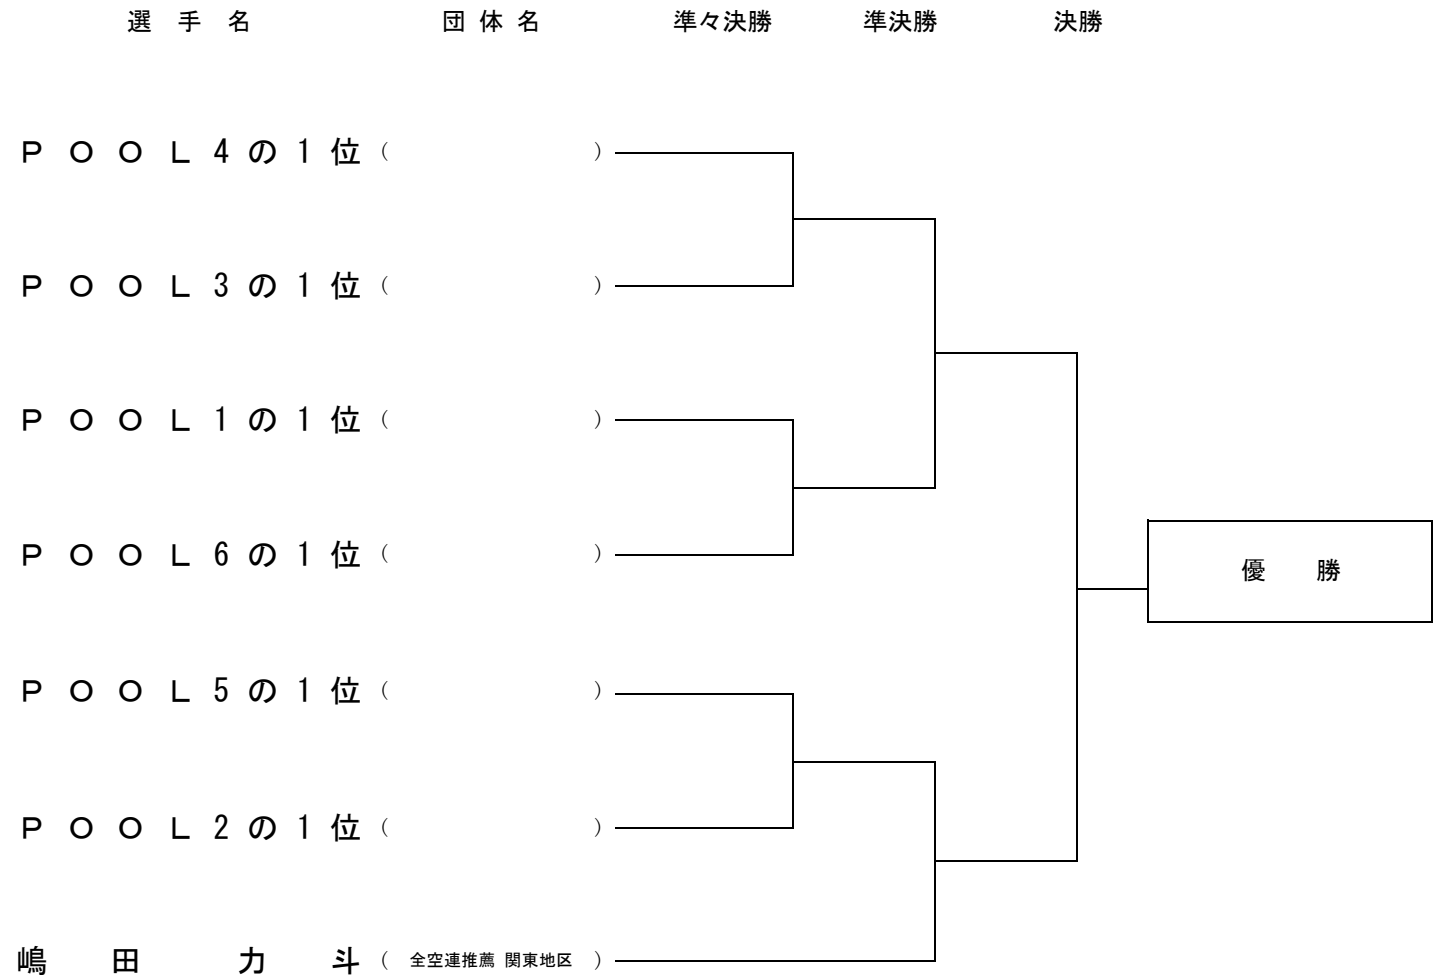 選 手 名 団 体 名 準々決勝 準決勝 決勝
ＰＯＯＬ4の1位 （ ）
ＰＯＯＬ3の1位 （ ）
ＰＯＯＬ1の1位 （ ）
ＰＯＯＬ6の1位 （ ）
優 勝
ＰＯＯＬ5の1位 （ ）
ＰＯＯＬ2の1位 （ ）
嶋 田 力 斗 （ 全空連推薦 関東地区 ）